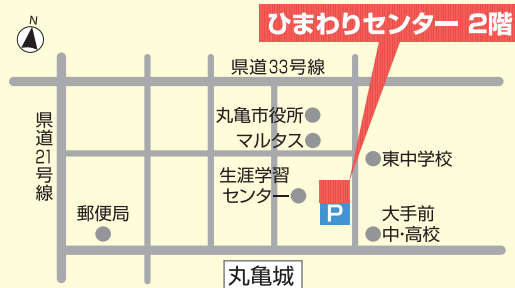 N
ひまわりセンター 2階
県道33号線
丸亀市役所
マルタス
県道21号線
東中学校
生涯学習
センター
P
郵便局
大手前
中・高校
丸亀城